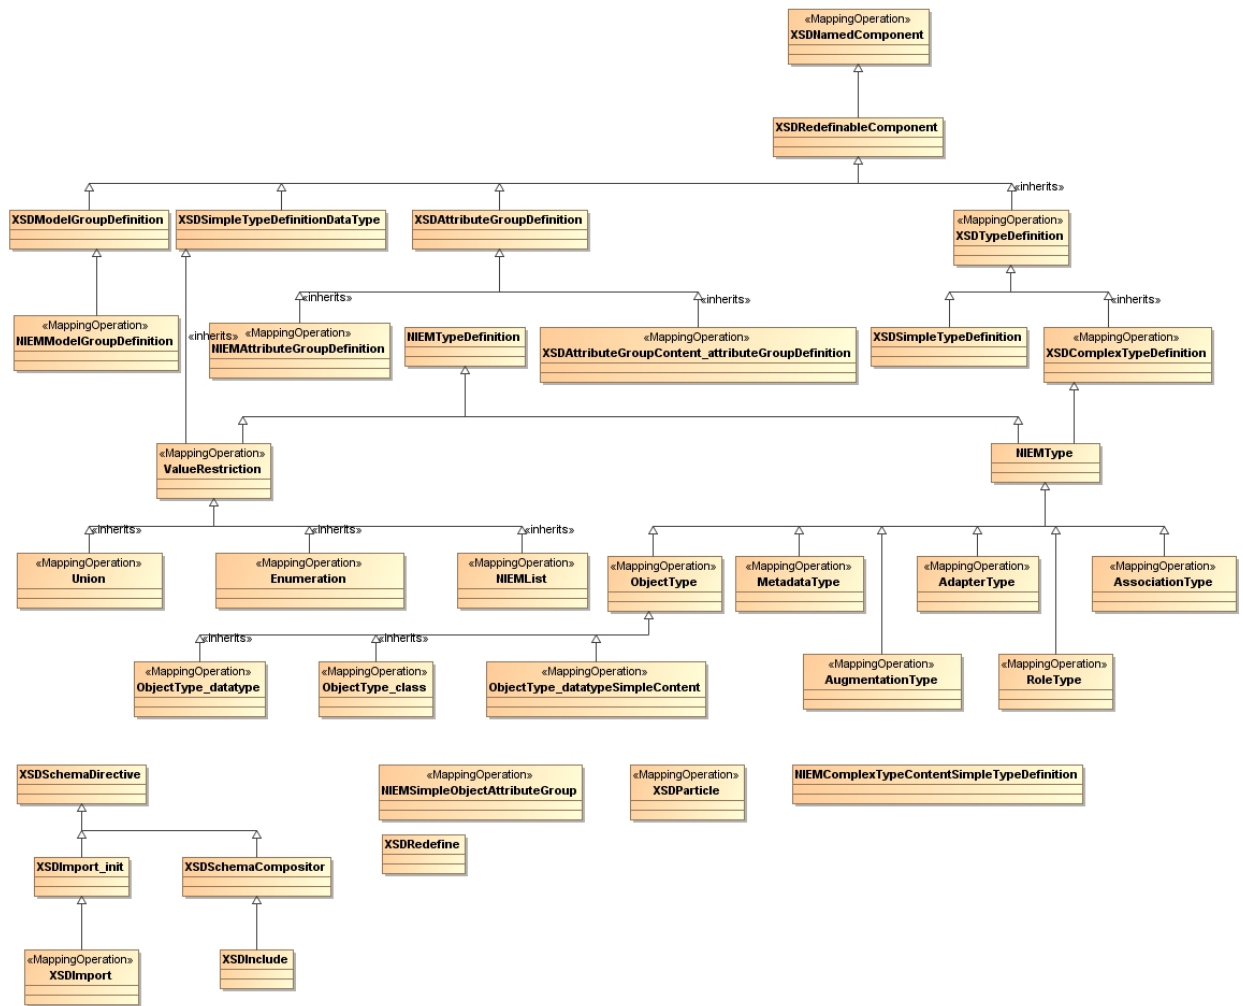 «MappingOperation»
XSDNamedComponent
XSDRedefinableComponent
«inherits»
XSDModelGroupDefinition
XSDSimpleTypeDefinitionDataType
XSDAttributeGroupDefinition
«MappingOperation»
XSDTypeDefinition
«inherits»
«inherits»
«inherits»
«MappingOperation»
NIEMModelGroupDefinition
«inherits»
«MappingOperation»
NIEMAttributeGroupDefinition
NIEMTypeDefinition
«MappingOperation»
XSDAttributeGroupContent_attributeGroupDefinition
XSDSimpleTypeDefinition
«MappingOperation»
XSDComplexTypeDefinition
«MappingOperation»
ValueRestriction
NIEMType
«inherits»
«inherits»
«inherits»
«MappingOperation»
Union
«MappingOperation»
Enumeration
«MappingOperation»
NIEMList
«MappingOperation»
ObjectType
«MappingOperation»
MetadataType
«MappingOperation»
AdapterType
«MappingOperation»
AssociationType
«inherits»
«inherits»
«MappingOperation»
ObjectType_datatype
«MappingOperation»
ObjectType_class
«MappingOperation»
ObjectType_datatypeSimpleContent
«MappingOperation»
AugmentationType
«MappingOperation»
RoleType
XSDSchemaDirective
«MappingOperation»
NIEMSimpleObjectAttributeGroup
«MappingOperation»
XSDParticle
NIEMComplexTypeContentSimpleTypeDefinition
XSDRedefine
XSDImport_init
XSDSchemaCompositor
«MappingOperation»
XSDImport
XSDInclude